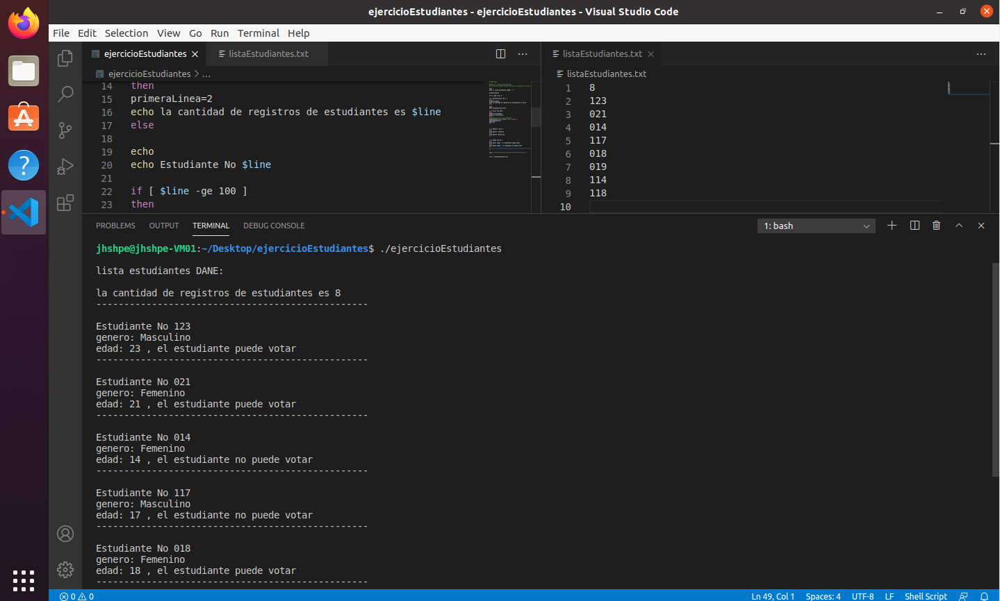 ejercicioEstudiantes - ejercicioEstudiantes - Visual Studio Code
File Edit Selection View Go Run Terminal Help
ejercicioEstudiantes
listaEstudiantes.txt
ejercicioEstudiantes > ...
14 then
15 primeraLinea=2
16 echo la cantidad de registros de estudiantes es $line
17 else
18
19 echo
20 echo Estudiante No $line
21
22 if [ $line -ge 100 ]
23 then
listaEstudiantes.txt
listaEstudiantes.txt
1 8
2 123
3 021
4 014
5 117
6 018
7 019
8 114
9 118
10
PROBLEMS OUTPUT TERMINAL DEBUG CONSOLE
1: bash
jhshpe@jhshpe-VM01:~/Desktop/ejercicioEstudiantes$ ./ejercicioEstudiantes
lista estudiantes DANE:
la cantidad de registros de estudiantes es 8
-------------------------------------------------
Estudiante No 123
genero: Masculino
edad: 23 , el estudiante puede votar
-------------------------------------------------
Estudiante No 021
genero: Femenino
edad: 21 , el estudiante puede votar
-------------------------------------------------
Estudiante No 014
genero: Femenino
edad: 14 , el estudiante no puede votar
-------------------------------------------------
Estudiante No 117
genero: Masculino
edad: 17 , el estudiante no puede votar
-------------------------------------------------
Estudiante No 018
genero: Femenino
edad: 18 , el estudiante puede votar
-------------------------------------------------
0 0 Ln 49, Col 1 Spaces: 4 UTF-8 LF Shell Script